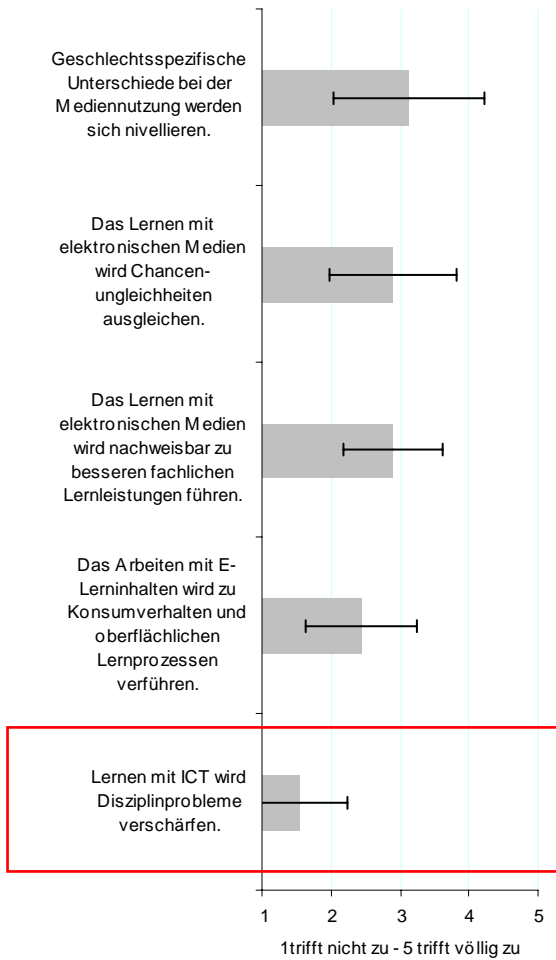 Geschlechtsspezifische
Unterschiede bei der
Mediennutzung werden
sich nivellieren.
Das Lernen mit
elektronischen Medien
wird Chancen-
ungleichheiten
ausgleichen.
Das Lernen mit
elektronischen Medien
wird nachweisbar zu
besseren fachlichen
Lernleistungen führen.
Das Arbeiten mit E-
Lerninhalten wird zu
Konsumverhalten und
oberflächlichen
Lernprozessen
verführen.
Lernen mit ICT wird
Disziplinprobleme
verschärfen.
1 2 3 4 5
1 trifft nicht zu - 5 trifft völlig zu